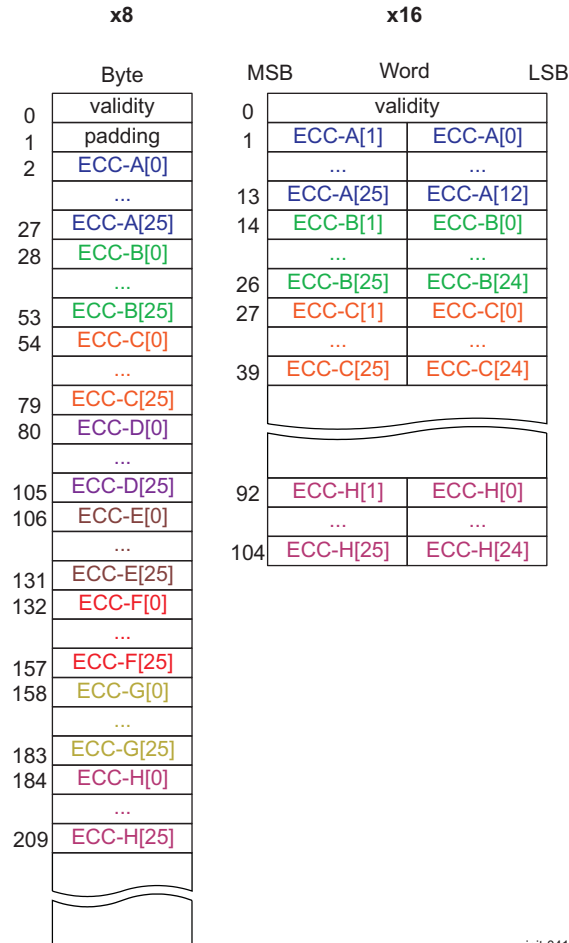 x8
x16
Byte
MSB Word LSB
0 validity
1 padding
2 ECC-A[0]
...
27 ECC-A[25]
28 ECC-B[0]
...
53 ECC-B[25]
54 ECC-C[0]
...
79 ECC-C[25]
80 ECC-D[0]
...
105 ECC-D[25]
106 ECC-E[0]
...
131 ECC-E[25]
132 ECC-F[0]
...
157 ECC-F[25]
158 ECC-G[0]
...
183 ECC-G[25]
184 ECC-H[0]
...
209 ECC-H[25]
0 validity
1 ECC-A[1] ECC-A[0]
... ...
13 ECC-A[25] ECC-A[12]
14 ECC-B[1] ECC-B[0]
... ...
26 ECC-B[25] ECC-B[24]
27 ECC-C[1] ECC-C[0]
... ...
39 ECC-C[25] ECC-C[24]
92 ECC-H[1] ECC-H[0]
... ...
104 ECC-H[25] ECC-H[24]